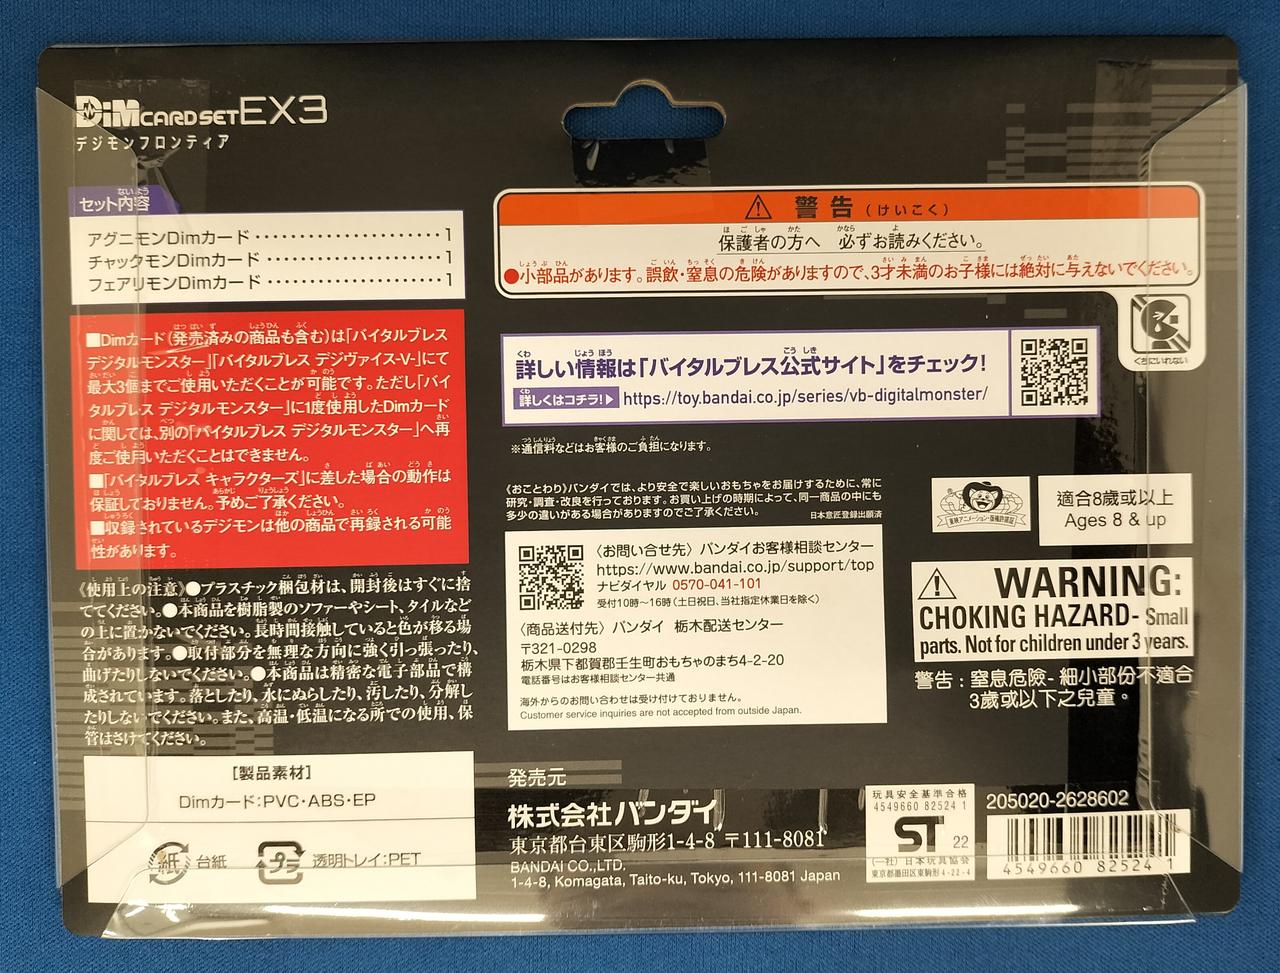 DiM CARD SET EX3
デジモンフロンティア
セット内容
アグニモンDimカード‥‥‥‥‥‥‥‥‥‥1
チャックモンDimカード‥‥‥‥‥‥‥‥‥‥1
フェアリモンDimカード‥‥‥‥‥‥‥‥‥‥1
■Dimカード(発売済みの商品も含む)は「バイタルブレス
デジタルモンスター」「バイタルブレス デジヴァイス-V-」にて
最大3個までご使用いただくことが可能です。ただし「バイ
タルブレス デジタルモンスター」に1度使用したDimカード
に関しては、別の「バイタルブレス デジタルモンスター」へ再
度ご使用いただくことはできません。
■「バイタルブレス キャラクターズ」に差した場合の動作は
保証しておりません。予めご了承ください。
■収録されているデジモンは他の商品で再録される可能
性があります。
《使用上の注意》●プラスチック梱包材は、開封後はすぐに捨
ててください。●本商品を樹脂製のソファーやシート、タイルなど
の上に置かないでください。長時間接触していると色が移る場
合があります。●取付部分を無理な方向に強く引っ張ったり、
曲げたりしないでください。●本商品は精密な電子部品で構
成されています。落としたり、水にぬらしたり、汚したり、分解し
たりしないでください。また、高温・低温になる所での使用、保
管はさけてください。
[製品素材]
Dimカード:PVC・ABS・EP
紙 台紙
プラ 透明トレイ:PET
⚠ 警告(けいこく)
保護者の方へ 必ずお読みください。
●小部品があります。誤飲・窒息の危険がありますので、3才未満のお子様には絶対に与えないでください。
くちにいれない
詳しい情報は「バイタルブレス公式サイト」をチェック!
詳しくはコチラ!▶ https://toy.bandai.co.jp/series/vb-digitalmonster/
※通信料などはお客様のご負担になります。
《おことわり》バンダイでは、より安全で楽しいおもちゃをお届けするために、常に
研究・調査・改良を行っております。お買い上げの時期によって、同一商品の中にも
多少の違いがある場合がありますのでご了承ください。
日本意匠登録出願済
〈お問い合せ先〉バンダイお客様相談センター
https://www.bandai.co.jp/support/top
ナビダイヤル 0570-041-101
受付10時〜16時(土日祝日、当社指定休業日を除く)
〈商品送付先〉バンダイ 栃木配送センター
〒321-0298
栃木県下都賀郡壬生町おもちゃのまち4-2-20
電話番号はお客様相談センター共通
海外からのお問い合わせは受け付けておりません。
Customer service inquiries are not accepted from outside Japan.
東映アニメーション・版権許諾証
適合8歲或以上
Ages 8 & up
⚠ WARNING:
CHOKING HAZARD- Small
parts. Not for children under 3 years.
警告:窒息危險-細小部份不適合
3歲或以下之兒童。
発売元
株式会社バンダイ
東京都台東区駒形1-4-8 〒111-8081
BANDAI CO.,LTD.
1-4-8, Komagata, Taito-ku, Tokyo, 111-8081 Japan
玩具安全基準合格
4549660 82524 1
ST 22
(一社)日本玩具協会
東京都墨田区東駒形4-22-4
205020-2628602
4549660 825241